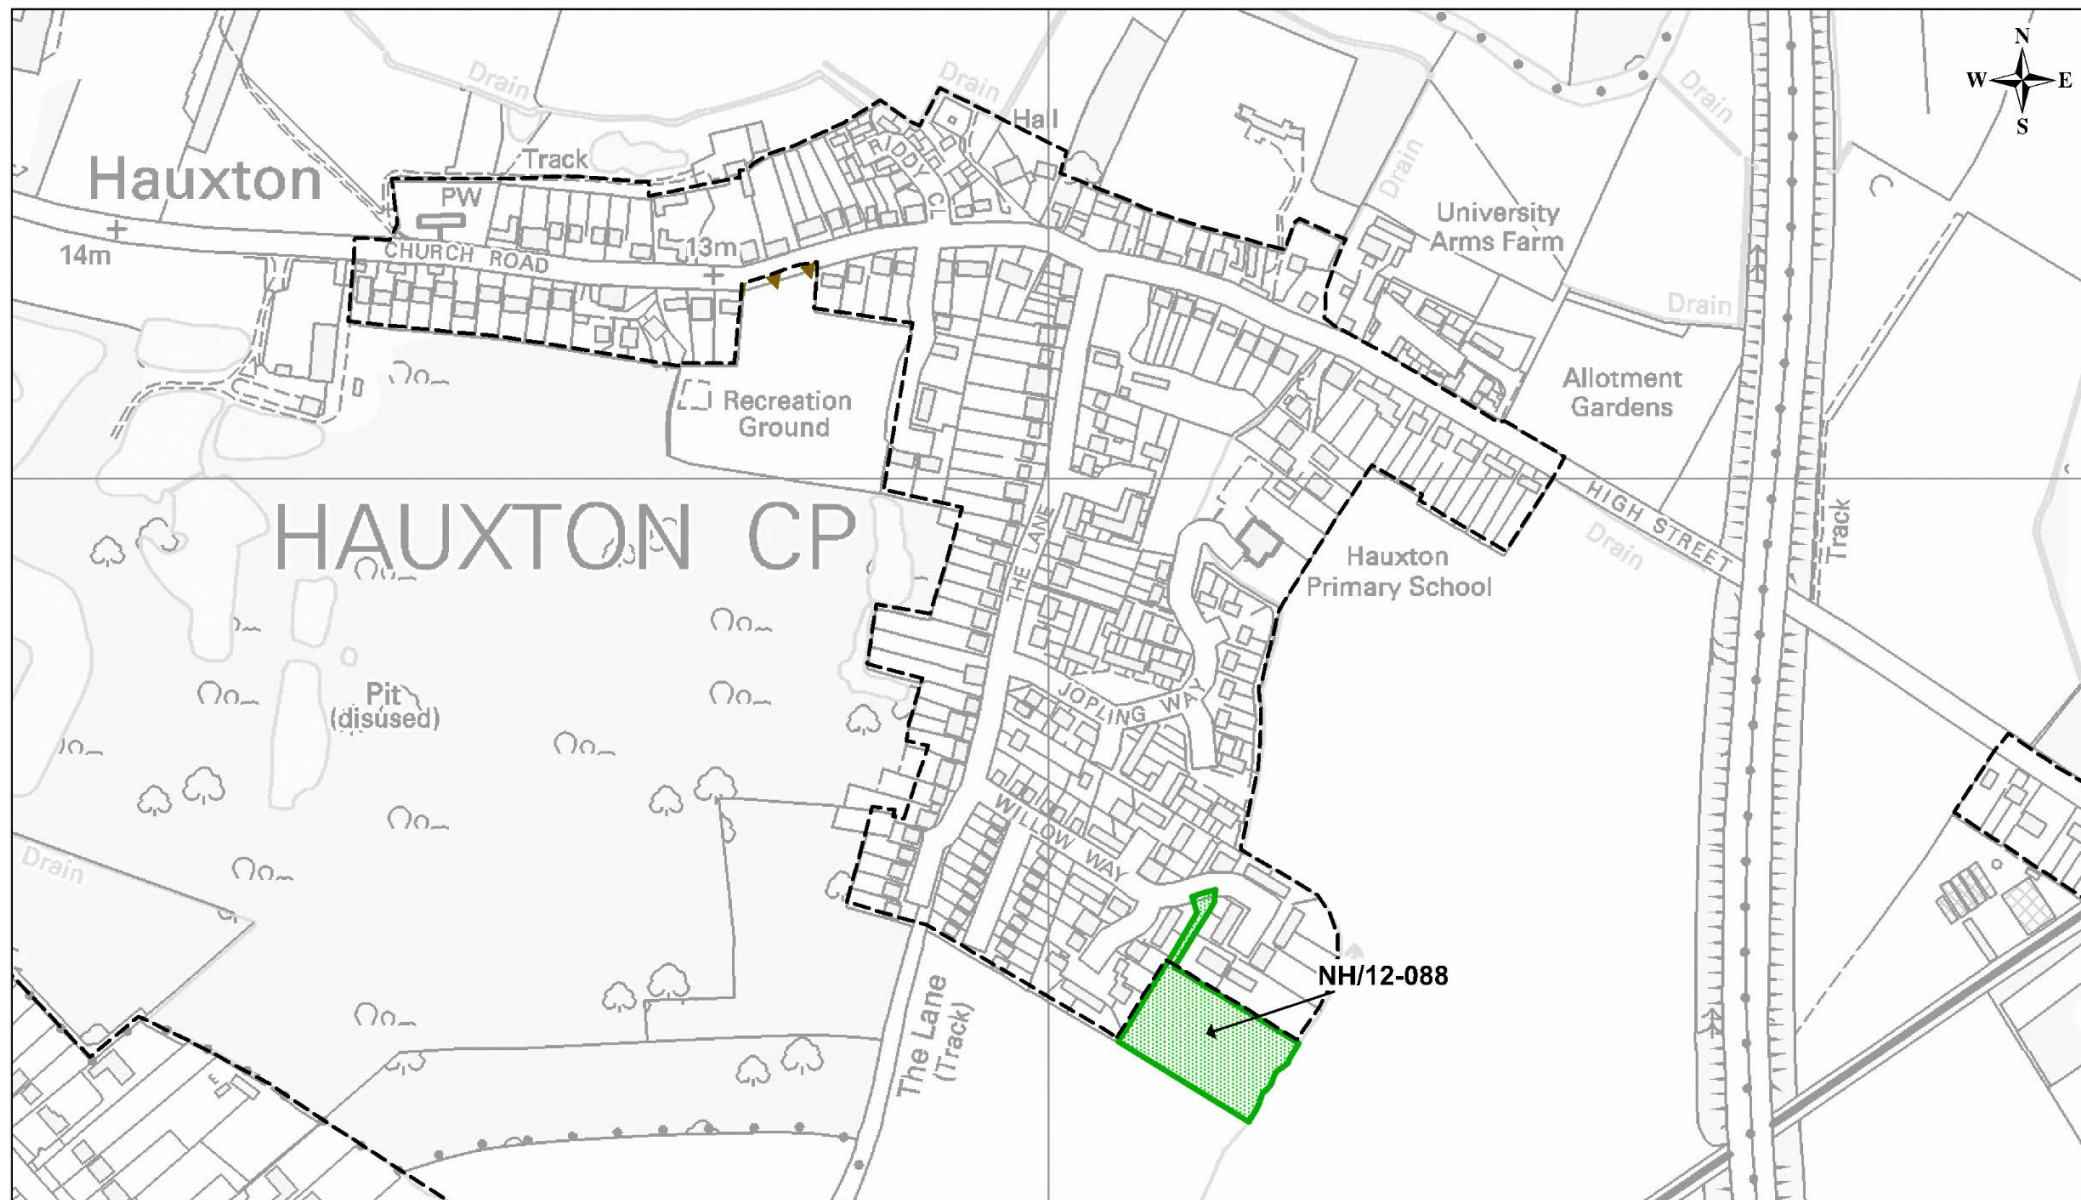 N
W E
S
Drain
Drain
Drain
Hall
Track
RIDDY CL
Hauxton
PW
Drain
University
Arms Farm
14m
CHURCH ROAD
13m
Drain
Recreation
Ground
Allotment
Gardens
HAUXTON CP
THE LANE
HIGH STREET
Drain
Track
Hauxton
Primary School
Pit
(disused)
JOPLING WAY
WILLOW WAY
Drain
NH/12-088
The Lane
(Track)